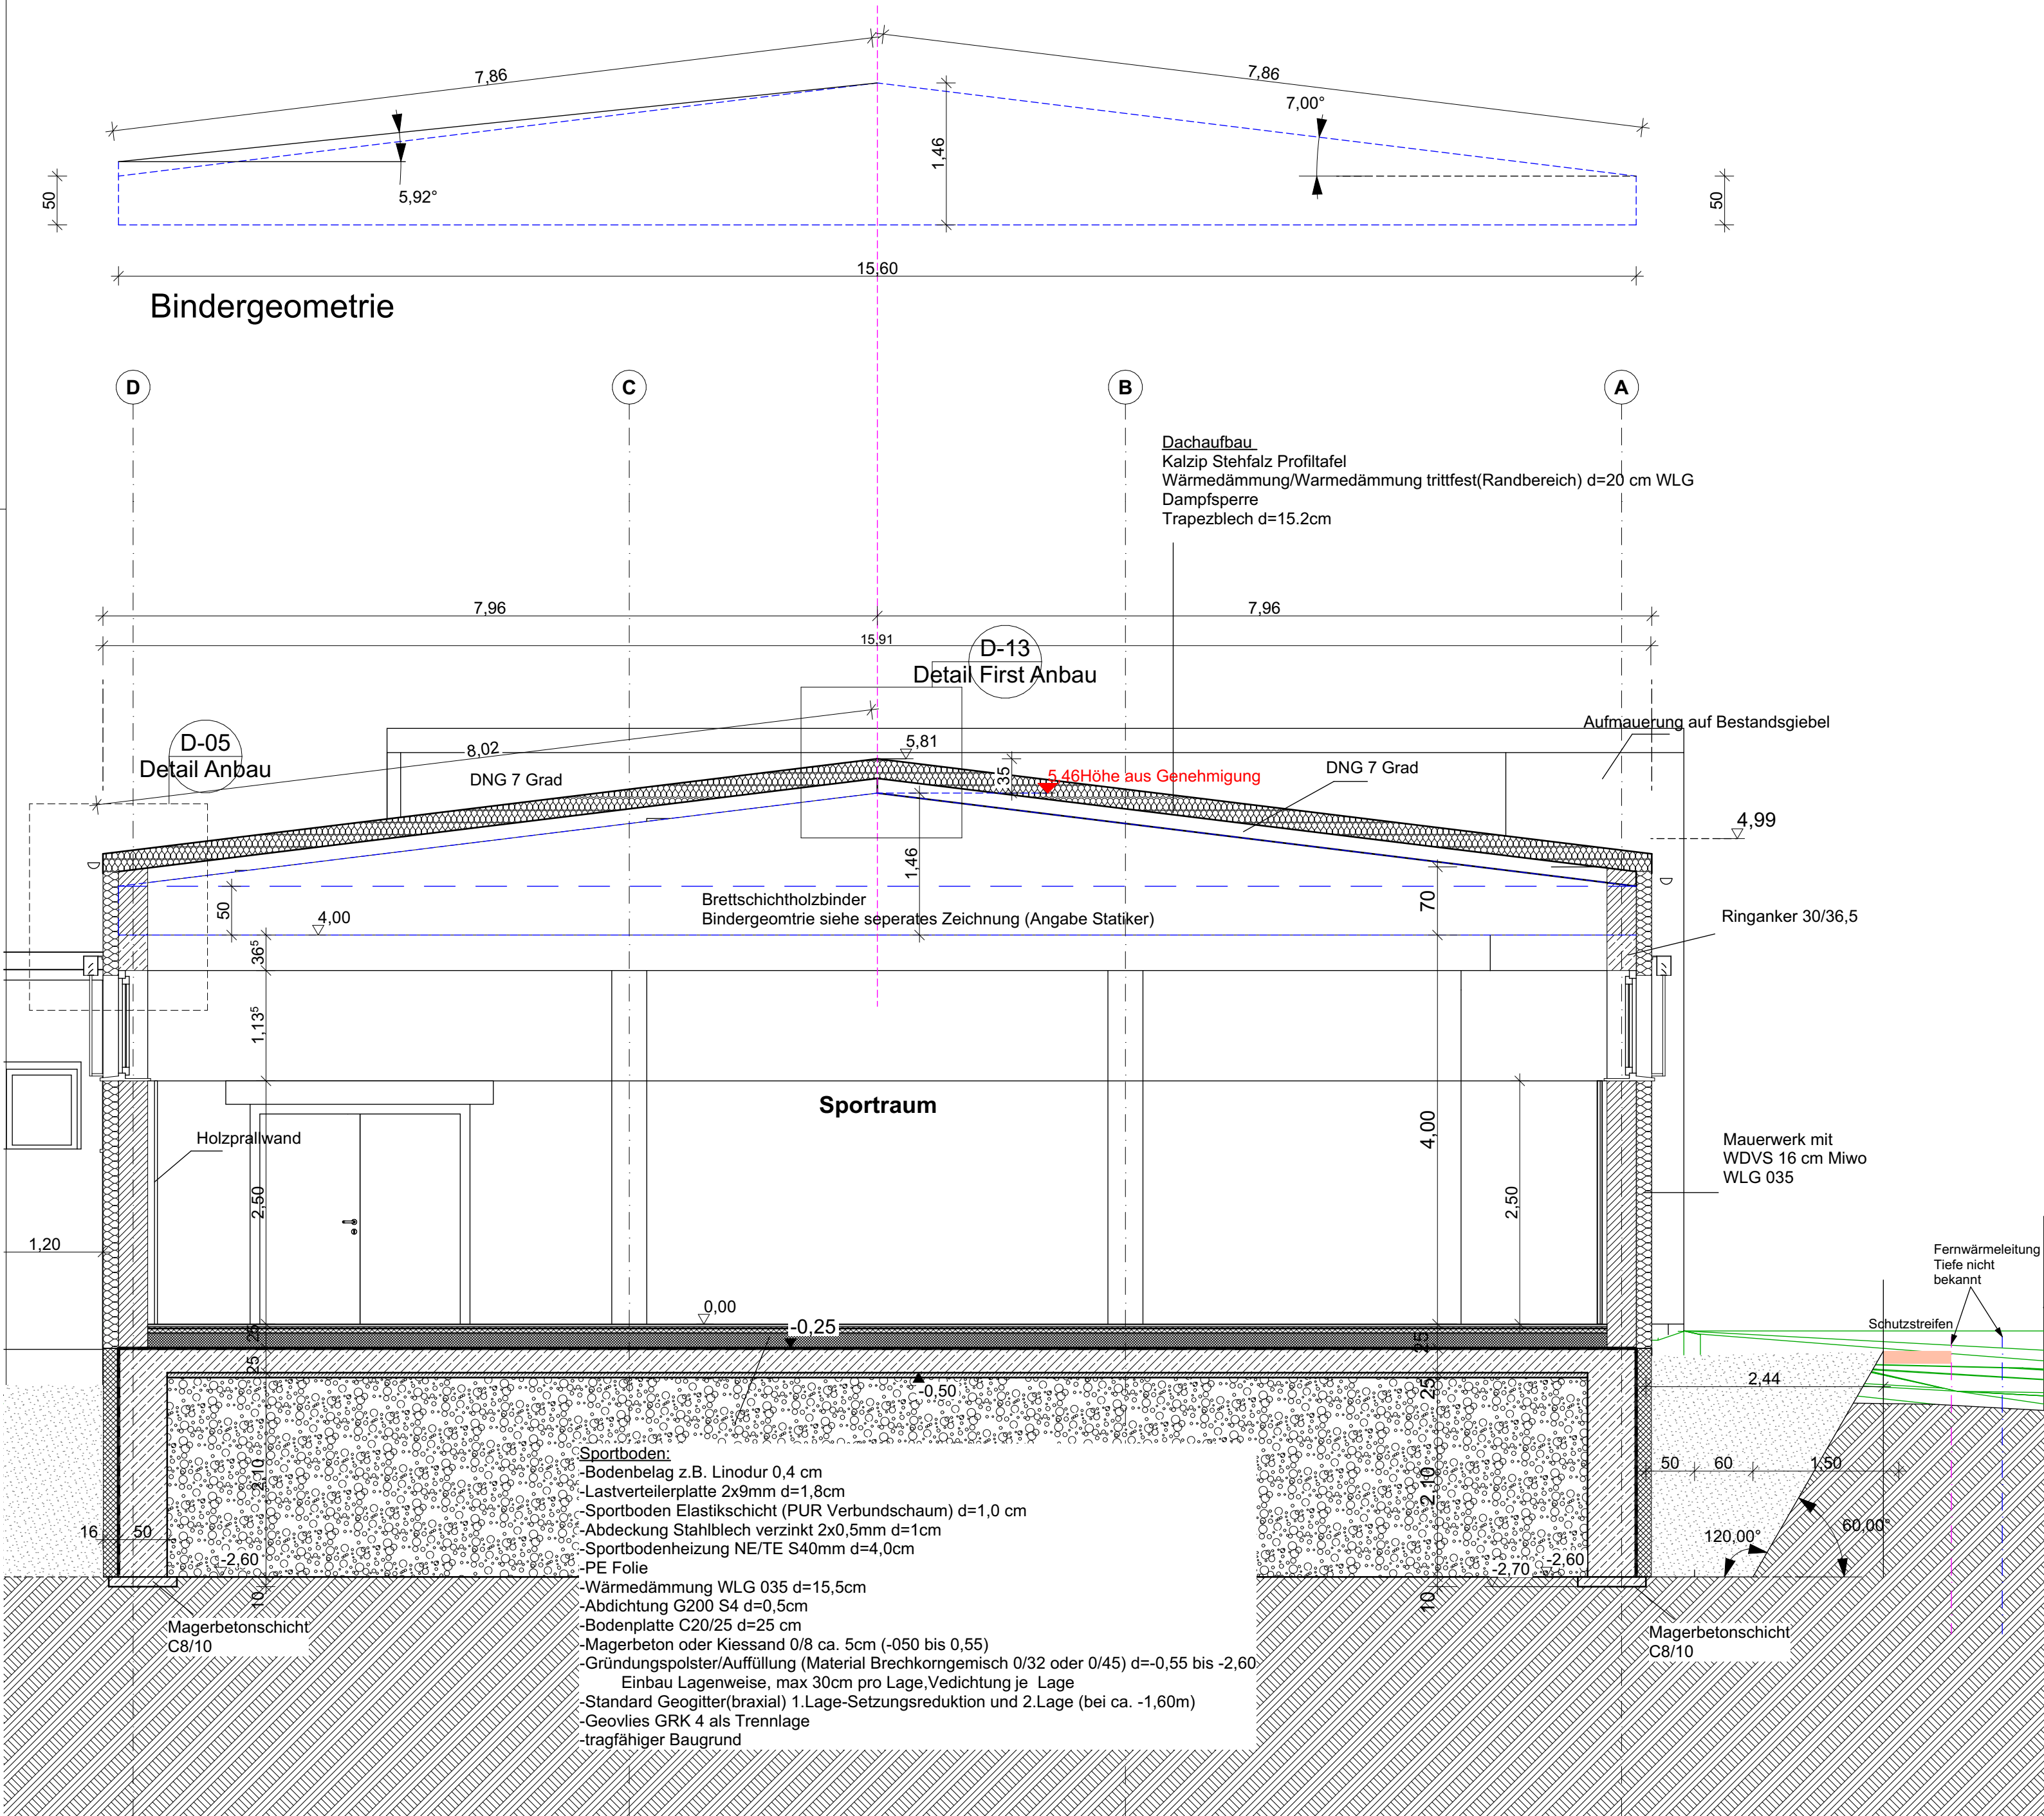 7,86
7,86
7,00°
1,46
5,92°
50
50
15,60
Bindergeometrie
D
C
B
A
Dachaufbau
Kalzip Stehfalz Profiltafel
Wärmedämmung/Warmedämmung trittfest(Randbereich) d=20 cm WLG
Dampfsperre
Trapezblech d=15.2cm
7,96
7,96
15,91
D-13
Detail First Anbau
D-05
Detail Anbau
8,02
5,81
Aufmauerung auf Bestandsgiebel
DNG 7 Grad
35
5,46Höhe aus Genehmigung
DNG 7 Grad
4,99
1,46
70
50
Brettschichtholzbinder
Bindergeomtrie siehe seperates Zeichnung (Angabe Statiker)
4,00
Ringanker 30/36,5
36⁵
1,13⁵
Sportraum
4,00
Holzprallwand
Mauerwerk mit
WDVS 16 cm Miwo
WLG 035
2,50
2,50
1,20
Fernwärmeleitung
Tiefe nicht
bekannt
0,00
-0,25
Schutzstreifen
25
25
25
25
-0,50
2,44
Sportboden:
-Bodenbelag z.B. Linodur 0,4 cm
-Lastverteilerplatte 2x9mm d=1,8cm
-Sportboden Elastikschicht (PUR Verbundschaum) d=1,0 cm
-Abdeckung Stahlblech verzinkt 2x0,5mm d=1cm
-Sportbodenheizung NE/TE S40mm d=4,0cm
-PE Folie
-Wärmedämmung WLG 035 d=15,5cm
-Abdichtung G200 S4 d=0,5cm
-Bodenplatte C20/25 d=25 cm
-Magerbeton oder Kiessand 0/8 ca. 5cm (-050 bis 0,55)
-Gründungspolster/Auffüllung (Material Brechkorngemisch 0/32 oder 0/45) d=-0,55 bis -2,60
Einbau Lagenweise, max 30cm pro Lage,Vedichtung je Lage
-Standard Geogitter(braxial) 1.Lage-Setzungsreduktion und 2.Lage (bei ca. -1,60m)
-Geovlies GRK 4 als Trennlage
-tragfähiger Baugrund
2,10
2,10
50
60
1,50
16
50
120,00°
60,00°
-2,60
-2,70
-2,60
10
10
Magerbetonschicht
C8/10
Magerbetonschicht
C8/10